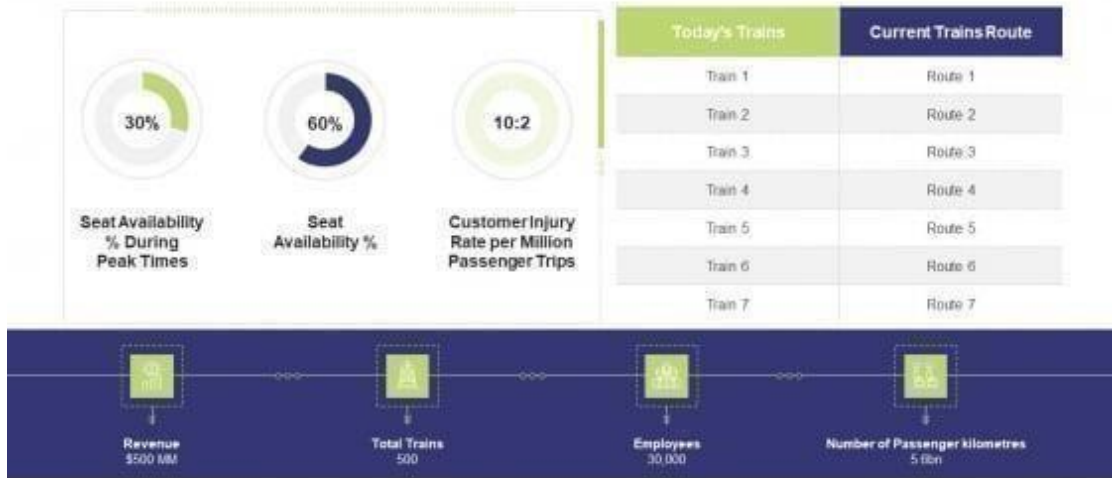 30%
60%
10:2
Seat Availability
% During
Peak Times
Seat
Availability %
Customer Injury
Rate per Million
Passenger Trips
Today's Trains Current Trains Route
Train 1 Route 1
Train 2 Route 2
Train 3 Route 3
Train 4 Route 4
Train 5 Route 5
Train 6 Route 6
Train 7 Route 7
Revenue
$500 MM
Total Trains
500
Employees
30,000
Number of Passenger kilometres
5.6bn